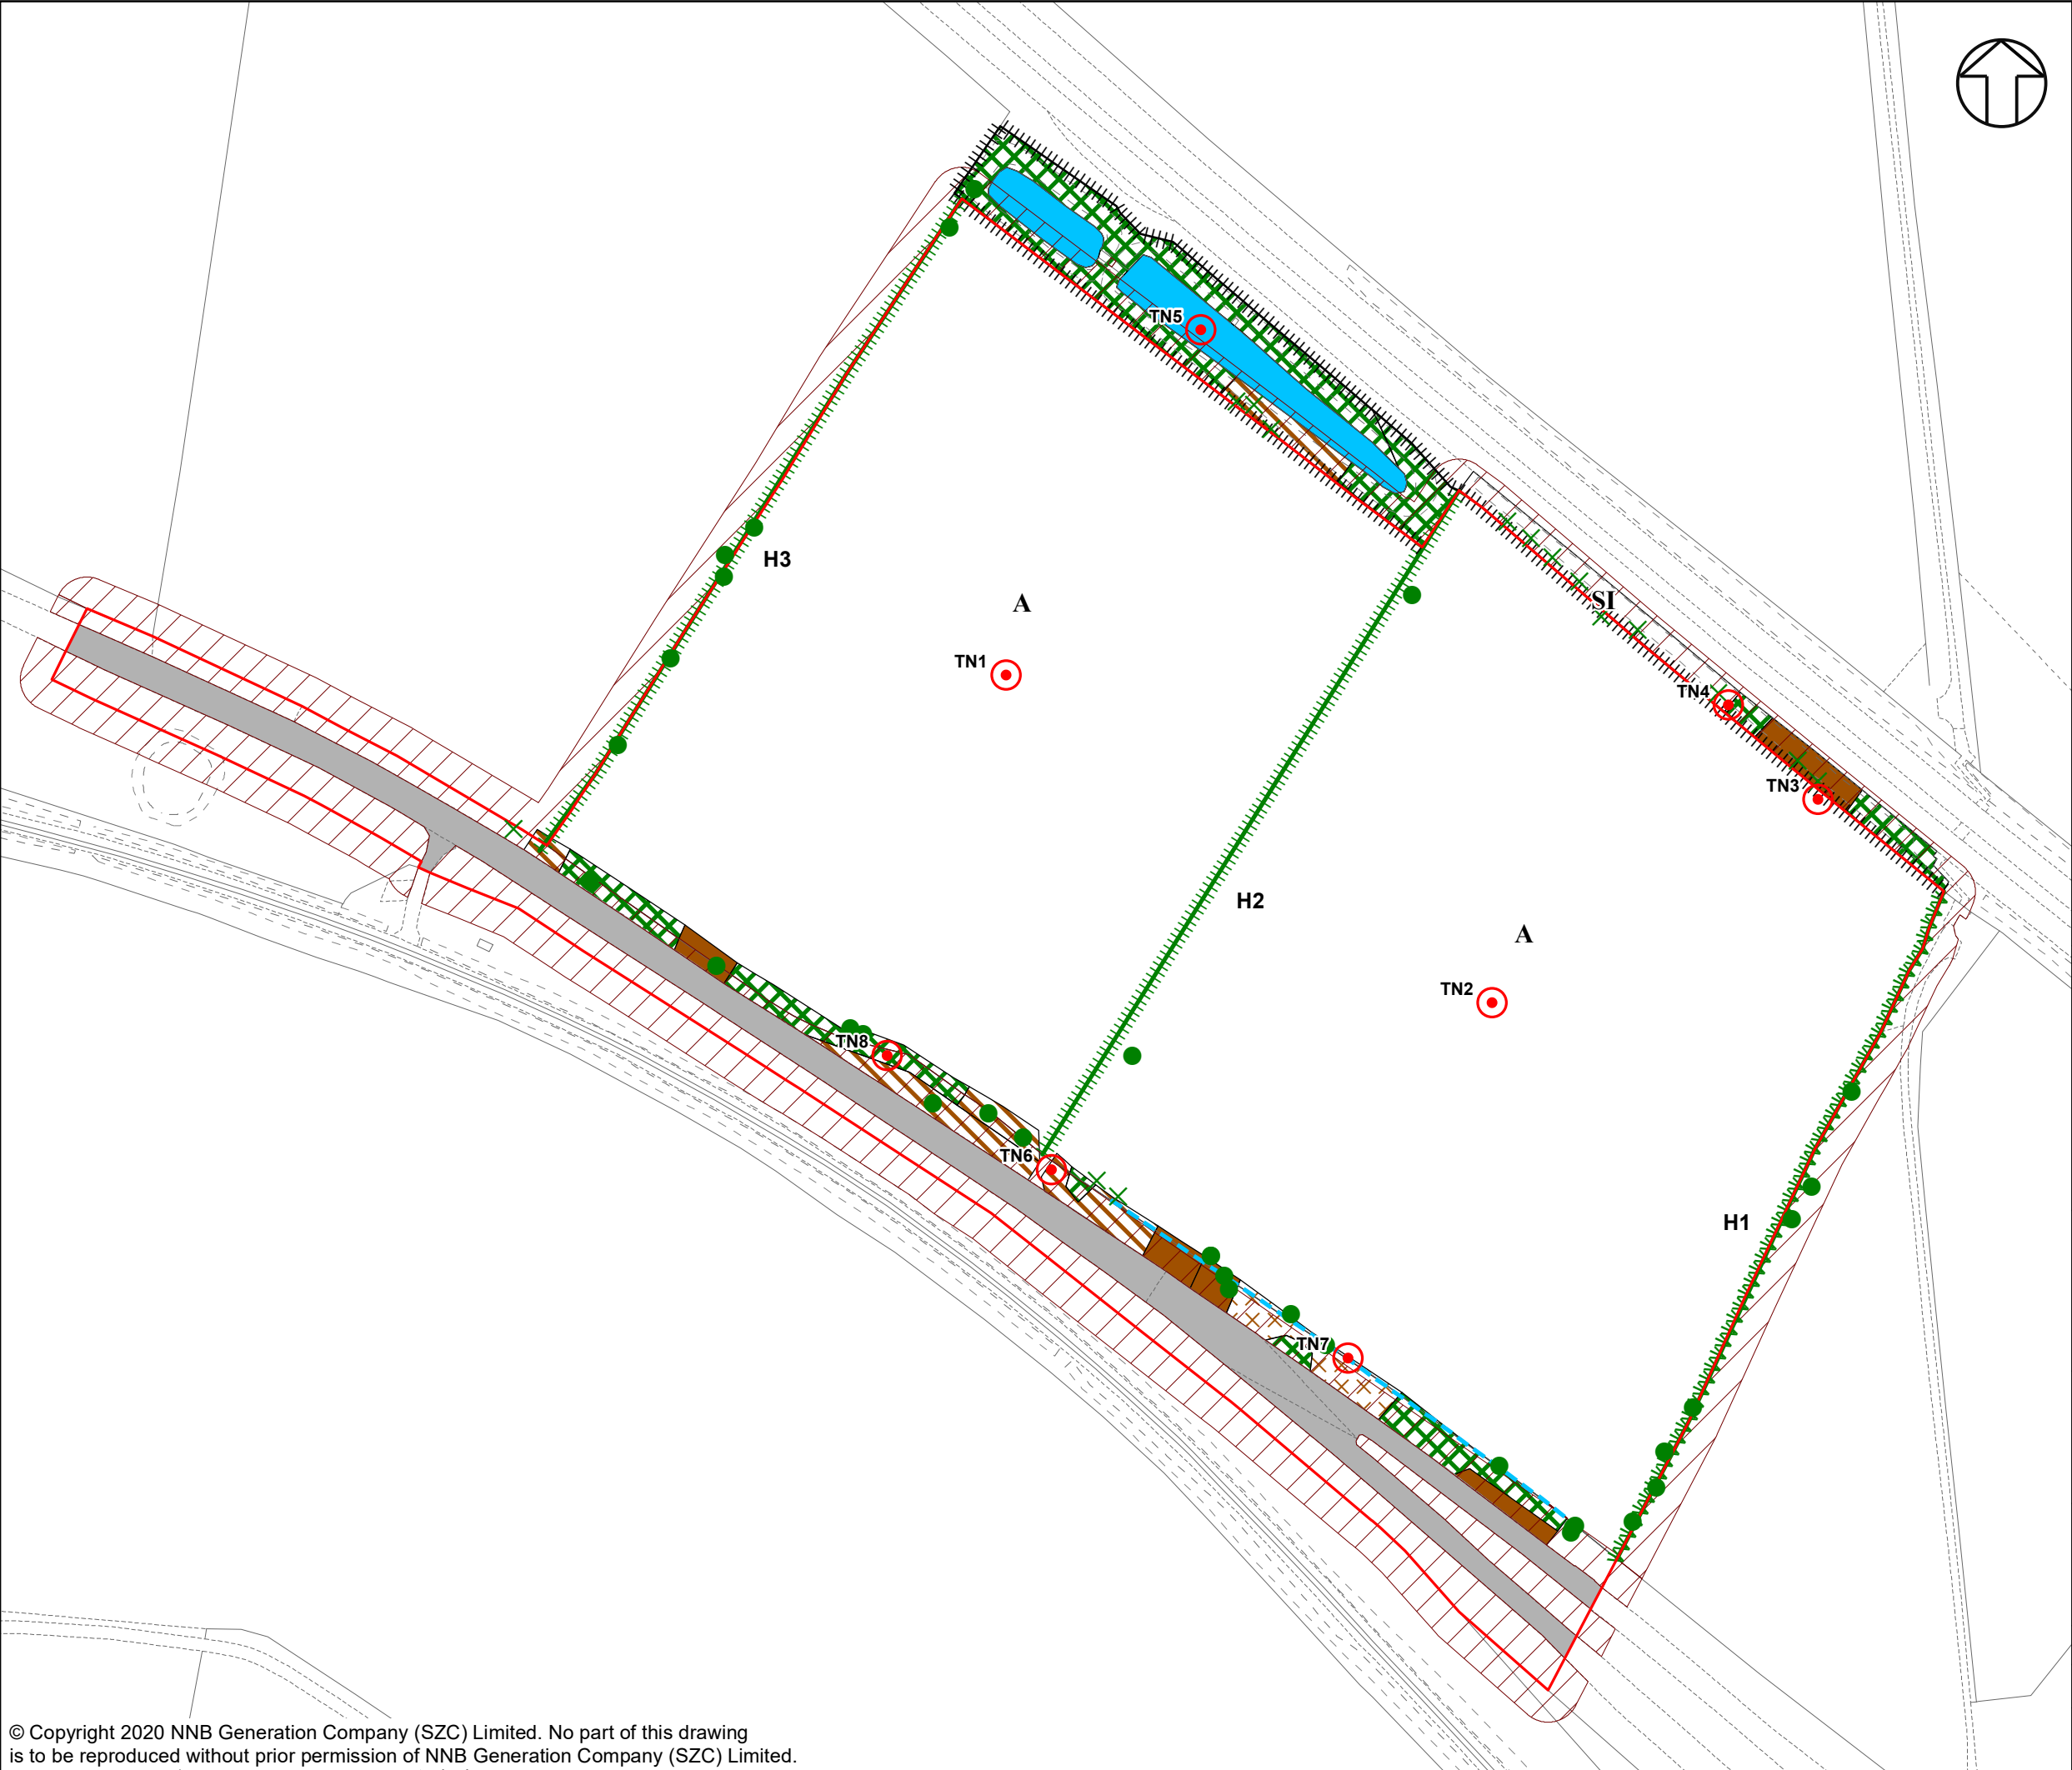 TN5
H3
A
SI
TN1
TN4
TN3
H2
A
TN2
TN8
TN6
H1
TN7
© Copyright 2020 NNB Generation Company (SZC) Limited. No part of this drawing
is to be reproduced without prior permission of NNB Generation Company (SZC) Limited.